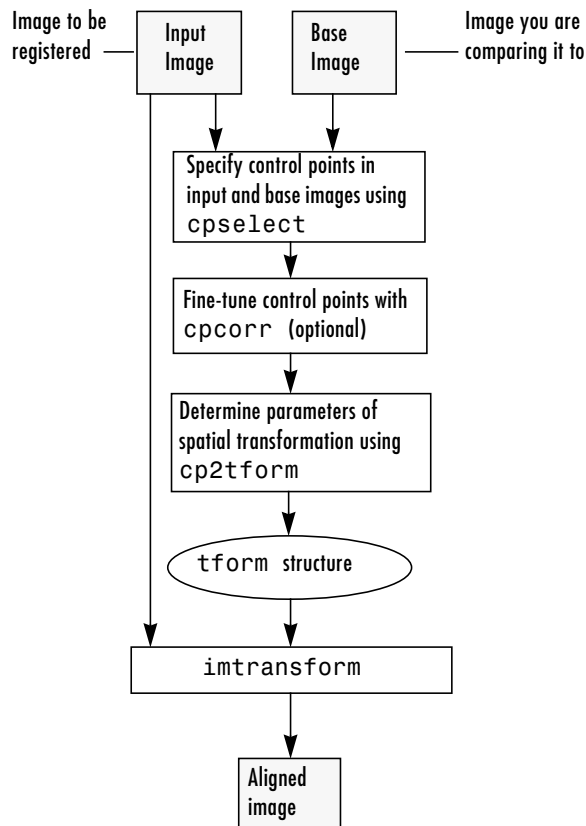 Image to be
registered
Input
Image
Base
Image
Image you are
comparing it to
Specify control points in
input and base images using
cpselect
Fine-tune control points with
cpcorr (optional)
Determine parameters of
spatial transformation using
cp2tform
tform structure
imtransform
Aligned
image